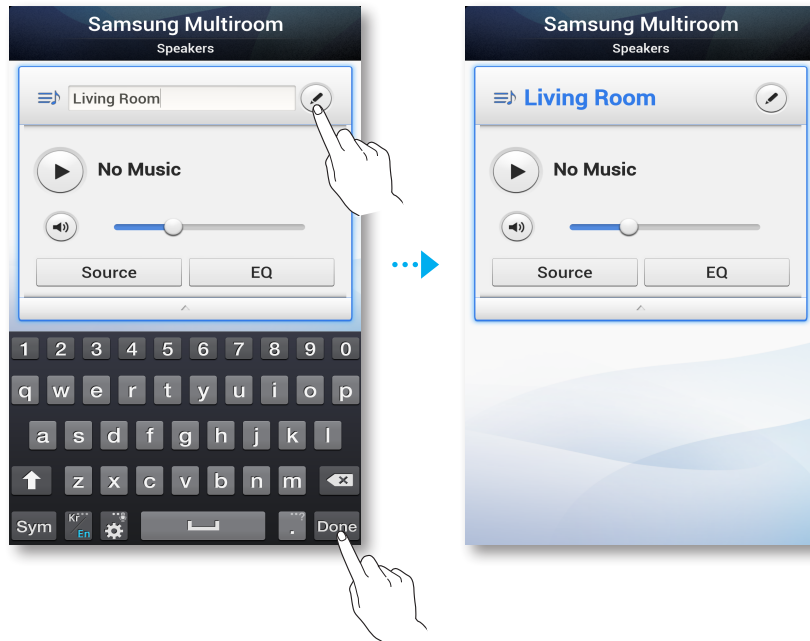 Samsung Multiroom
Speakers
Living Room
No Music
Source EQ
1 2 3 4 5 6 7 8 9 0
q w e r t y u i o p
a s d f g h j k l
z x c v b n m
Sym Kr En ...? . Done
Samsung Multiroom
Speakers
Living Room
No Music
Source EQ